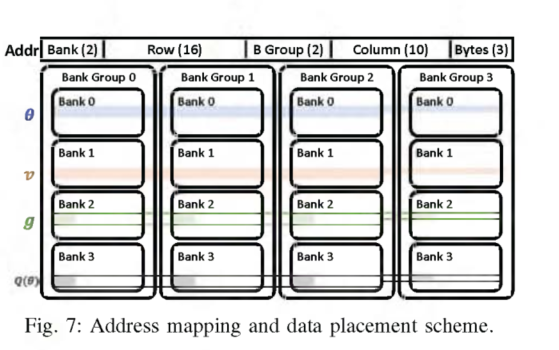 Addr Bank (2) Row (16) B Group (2) Column (10) Bytes (3)
Bank Group 0 Bank Group 1 Bank Group 2 Bank Group 3
θ Bank 0 Bank 0 Bank 0 Bank 0
v Bank 1 Bank 1 Bank 1 Bank 1
g Bank 2 Bank 2 Bank 2 Bank 2
Q(θ) Bank 3 Bank 3 Bank 3 Bank 3
Fig. 7: Address mapping and data placement scheme.